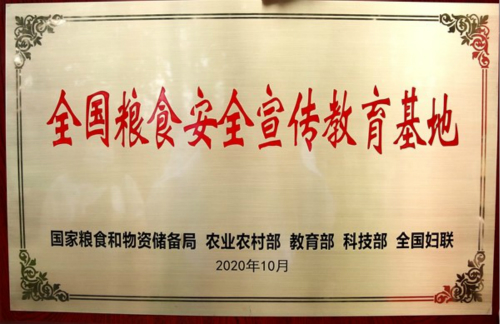 全国粮食安全宣传教育基地
国家粮食和物资储备局 农业农村部 教育部 科技部 全国妇联
2020年10月